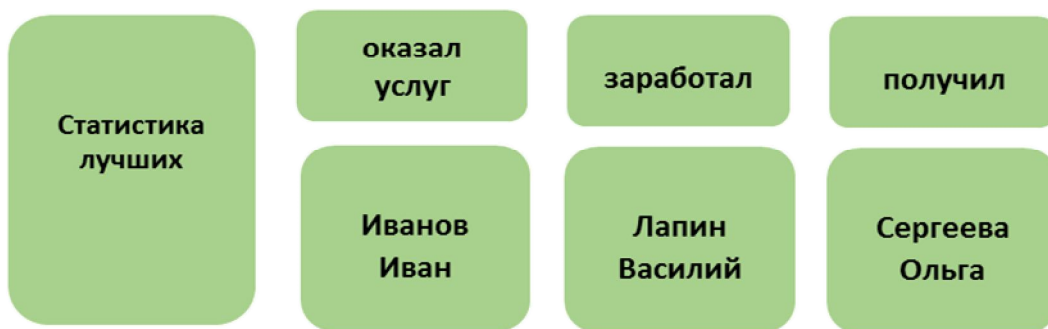 Статистика
лучших
оказал
услуг
заработал
получил
Иванов
Иван
Лапин
Василий
Сергеева
Ольга